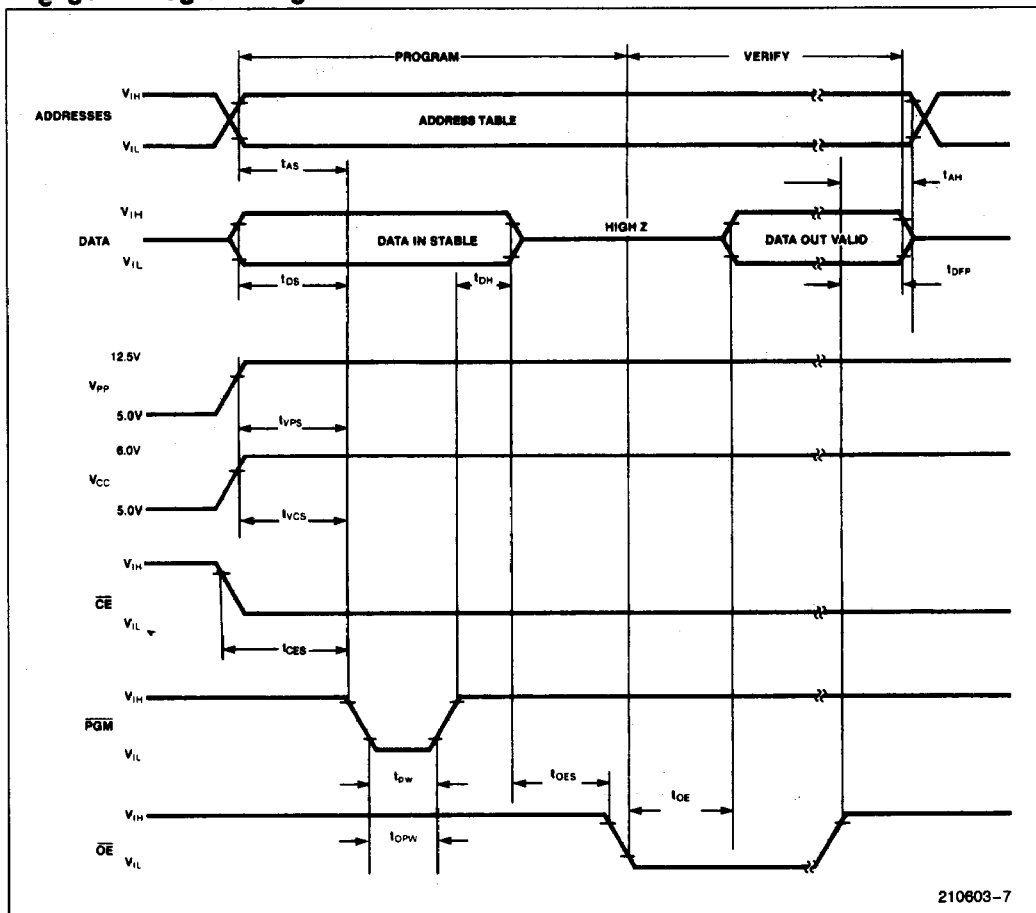 PROGRAM
VERIFY
ADDRESSES
VIH
VIL
ADDRESS TABLE
tAS
tAH
DATA
VIH
VIL
DATA IN STABLE
HIGH Z
DATA OUT VALID
tDS
tDH
tDFP
12.5V
VPP
5.0V
tVPS
6.0V
VCC
5.0V
tVCS
VIH
CE
VIL
tCES
VIH
PGM
VIL
tPW
tOES
tOE
VIH
tOPW
OE
VIL
210603-7